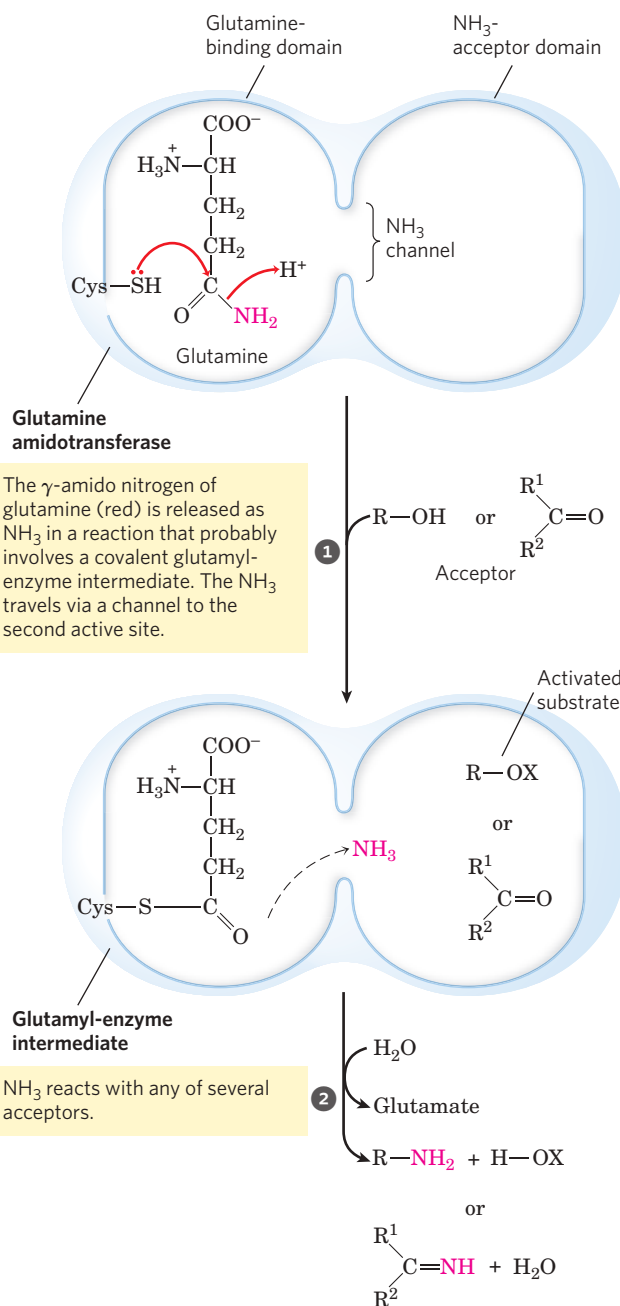 Glutamine-
binding domain
NH₃-
acceptor domain
COO⁻
H₃N⁺—CH
CH₂
CH₂
NH₃
channel
H⁺
Cys—SH
C
O
NH₂
Glutamine
Glutamine
amidotransferase
The γ-amido nitrogen of
glutamine (red) is released as
NH₃ in a reaction that probably
involves a covalent glutamyl-
enzyme intermediate. The NH₃
travels via a channel to the
second active site.
1
R—OH or
R¹
C=O
R²
Acceptor
Activated
substrate
COO⁻
H₃N⁺—CH
CH₂
CH₂
Cys—S—C
O
NH₃
R—OX
or
R¹
C=O
R²
Glutamyl-enzyme
intermediate
NH₃ reacts with any of several
acceptors.
2
H₂O
Glutamate
R—NH₂ + H—OX
or
R¹
C=NH + H₂O
R²